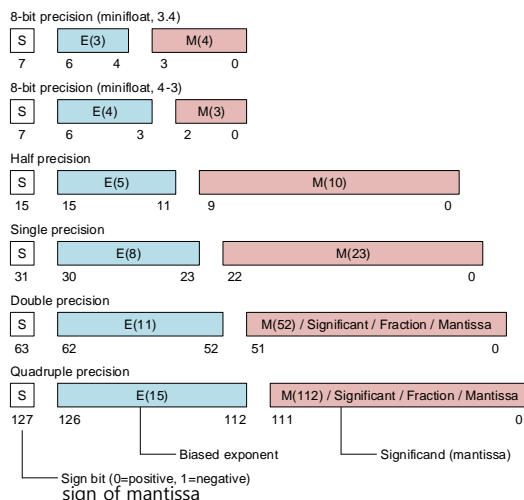 8-bit precision (minifloat, 3.4)
S E(3) M(4)
7 6 4 3 0
8-bit precision (minifloat, 4-3)
S E(4) M(3)
7 6 3 2 0
Half precision
S E(5) M(10)
15 15 11 9 0
Single precision
S E(8) M(23)
31 30 23 22 0
Double precision
S E(11) M(52) / Significant / Fraction / Mantissa
63 62 52 51 0
Quadruple precision
S E(15) M(112) / Significant / Fraction / Mantissa
127 126 112 111 0
Biased exponent Significand (mantissa)
Sign bit (0=positive, 1=negative)
sign of mantissa